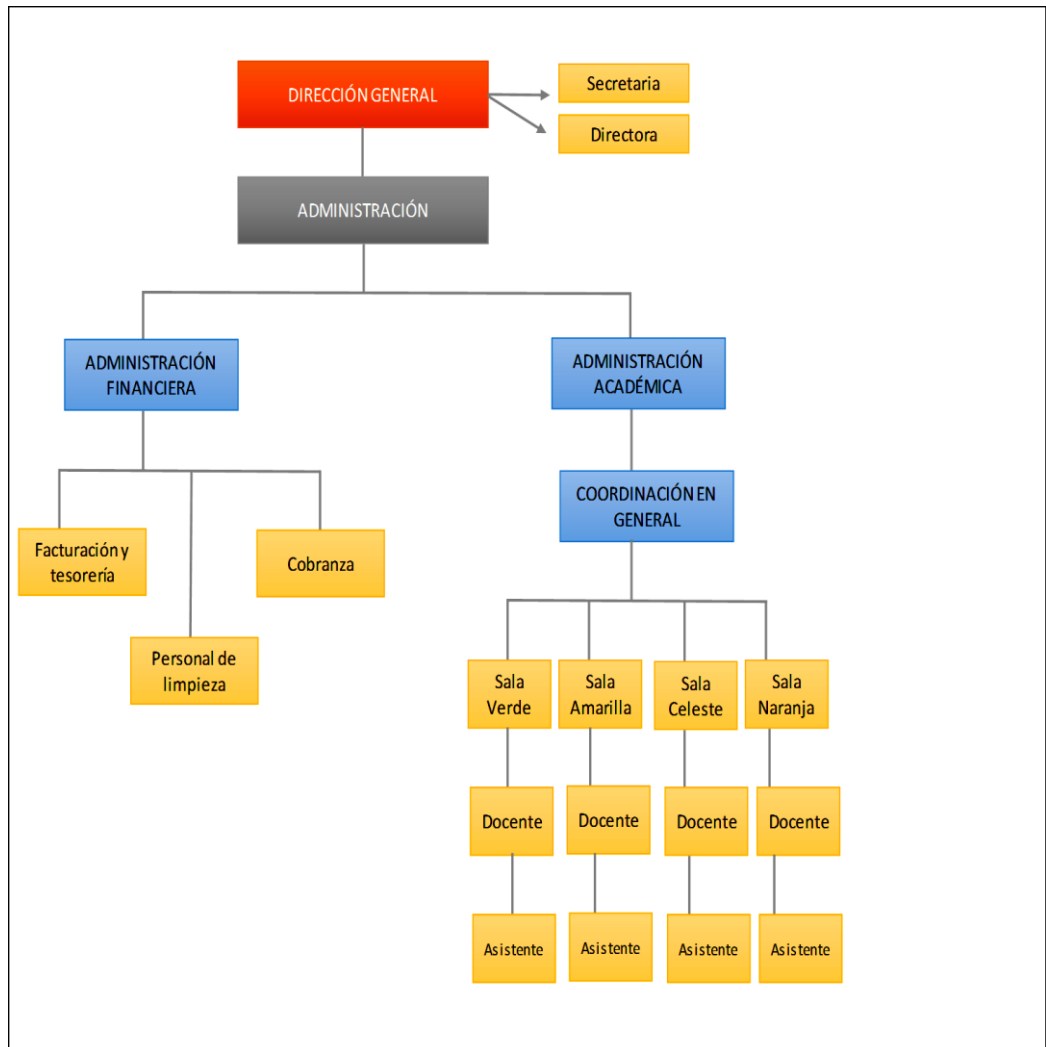 DIRECCIÓN GENERAL
Secretaria
Directora
ADMINISTRACIÓN
ADMINISTRACIÓN
FINANCIERA
ADMINISTRACIÓN
ACADÉMICA
COORDINACIÓN EN
GENERAL
Facturación y
tesorería
Cobranza
Personal de
limpieza
Sala
Verde
Sala
Amarilla
Sala
Celeste
Sala
Naranja
Docente
Docente
Docente
Docente
Asistente
Asistente
Asistente
Asistente